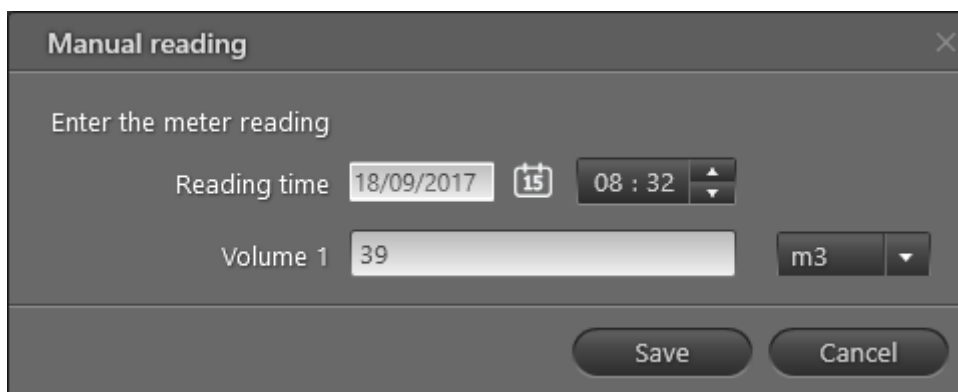 Manual reading
Enter the meter reading
Reading time 18/09/2017 15 08 : 32
Volume 1 39 m3
Save Cancel